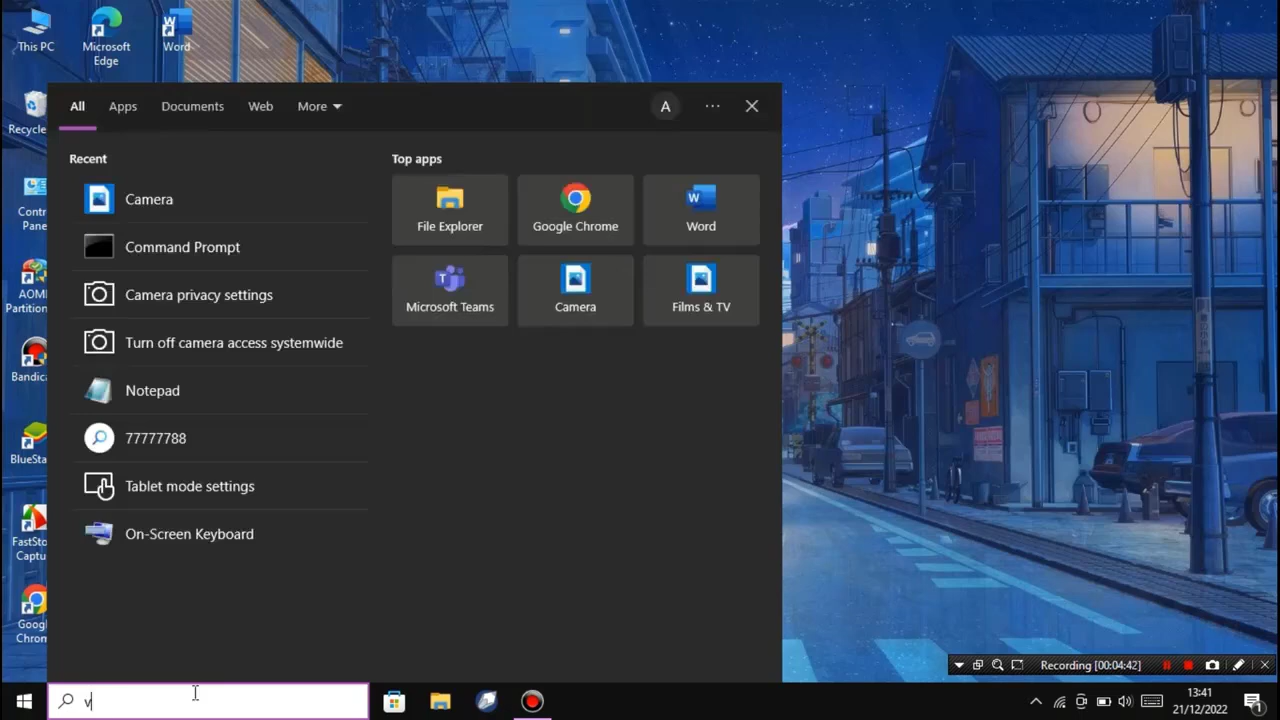 This PC
Microsoft
Edge
Word
Recycle
Contr
Pane
AOME
Partition
Bandic
BlueSta
FastSto
Captu
Googl
Chrom
All
Apps
Documents
Web
More
A
Recent
Camera
Command Prompt
Camera privacy settings
Turn off camera access systemwide
Notepad
77777788
Tablet mode settings
On-Screen Keyboard
Top apps
File Explorer
Google Chrome
Word
Microsoft Teams
Camera
Films & TV
Recording [00:04:42]
v
13:41
21/12/2022
1